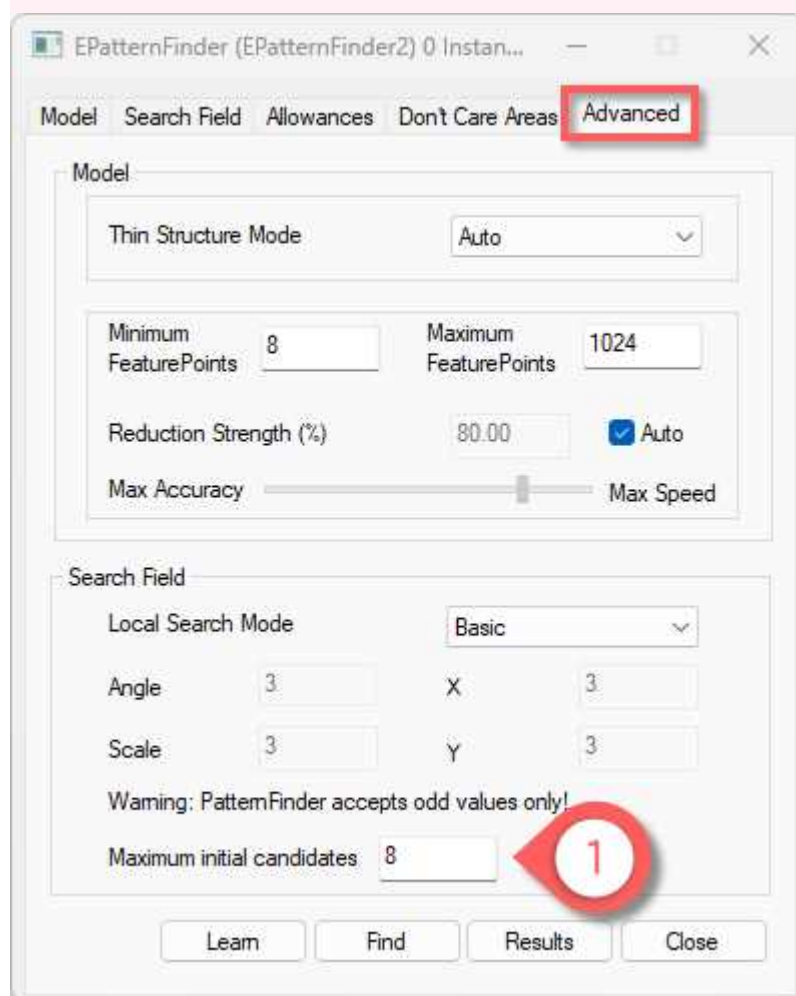 EPatternFinder (EPatternFinder2) 0 Instan...
Model Search Field Allowances Don't Care Areas Advanced
Model
Thin Structure Mode Auto
Minimum FeaturePoints 8 Maximum FeaturePoints 1024
Reduction Strength (%) 80.00 Auto
Max Accuracy Max Speed
Search Field
Local Search Mode Basic
Angle 3 X 3
Scale 3 Y 3
Warning: PatternFinder accepts odd values only!
Maximum initial candidates 8 1
Learn Find Results Close